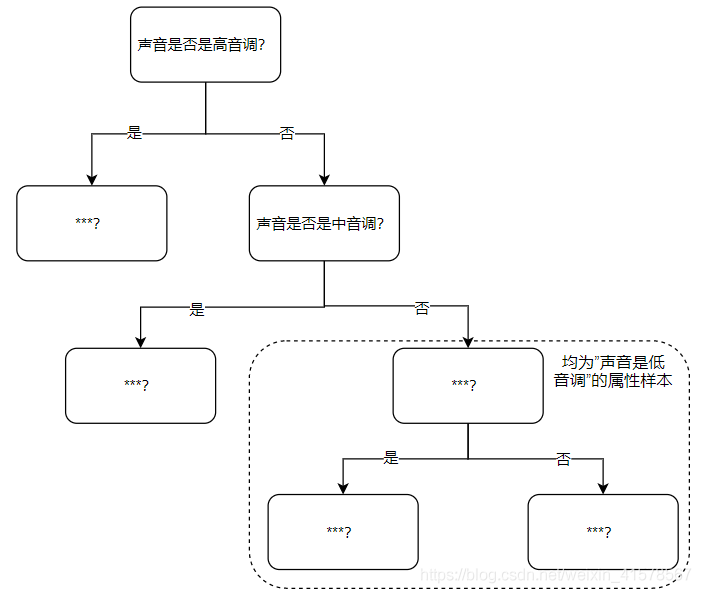 声音是否是高音调?
是
否
***?
声音是否是中音调?
是
否
***?
***?
均为”声音是低
音调”的属性样本
是
否
***?
***?
https://blog.csdn.net/weixin_41578567